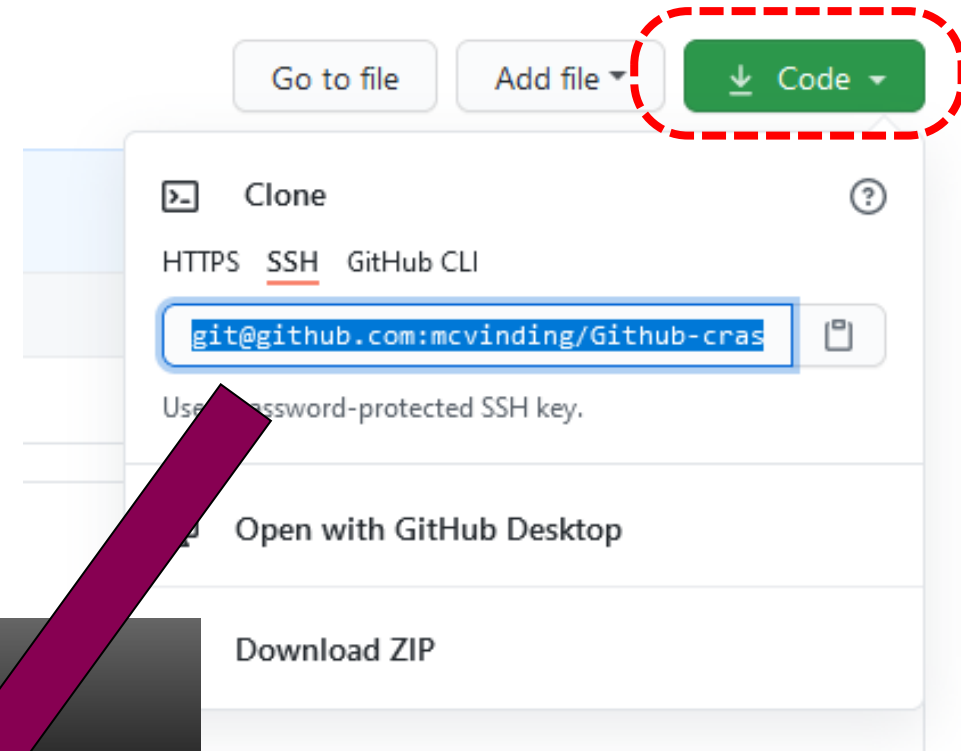 Go to file Add file Code
Clone
HTTPS SSH GitHub CLI
git@github.com:mcvinding/Github-cras
password-protected SSH key.
Open with GitHub Desktop
Download ZIP